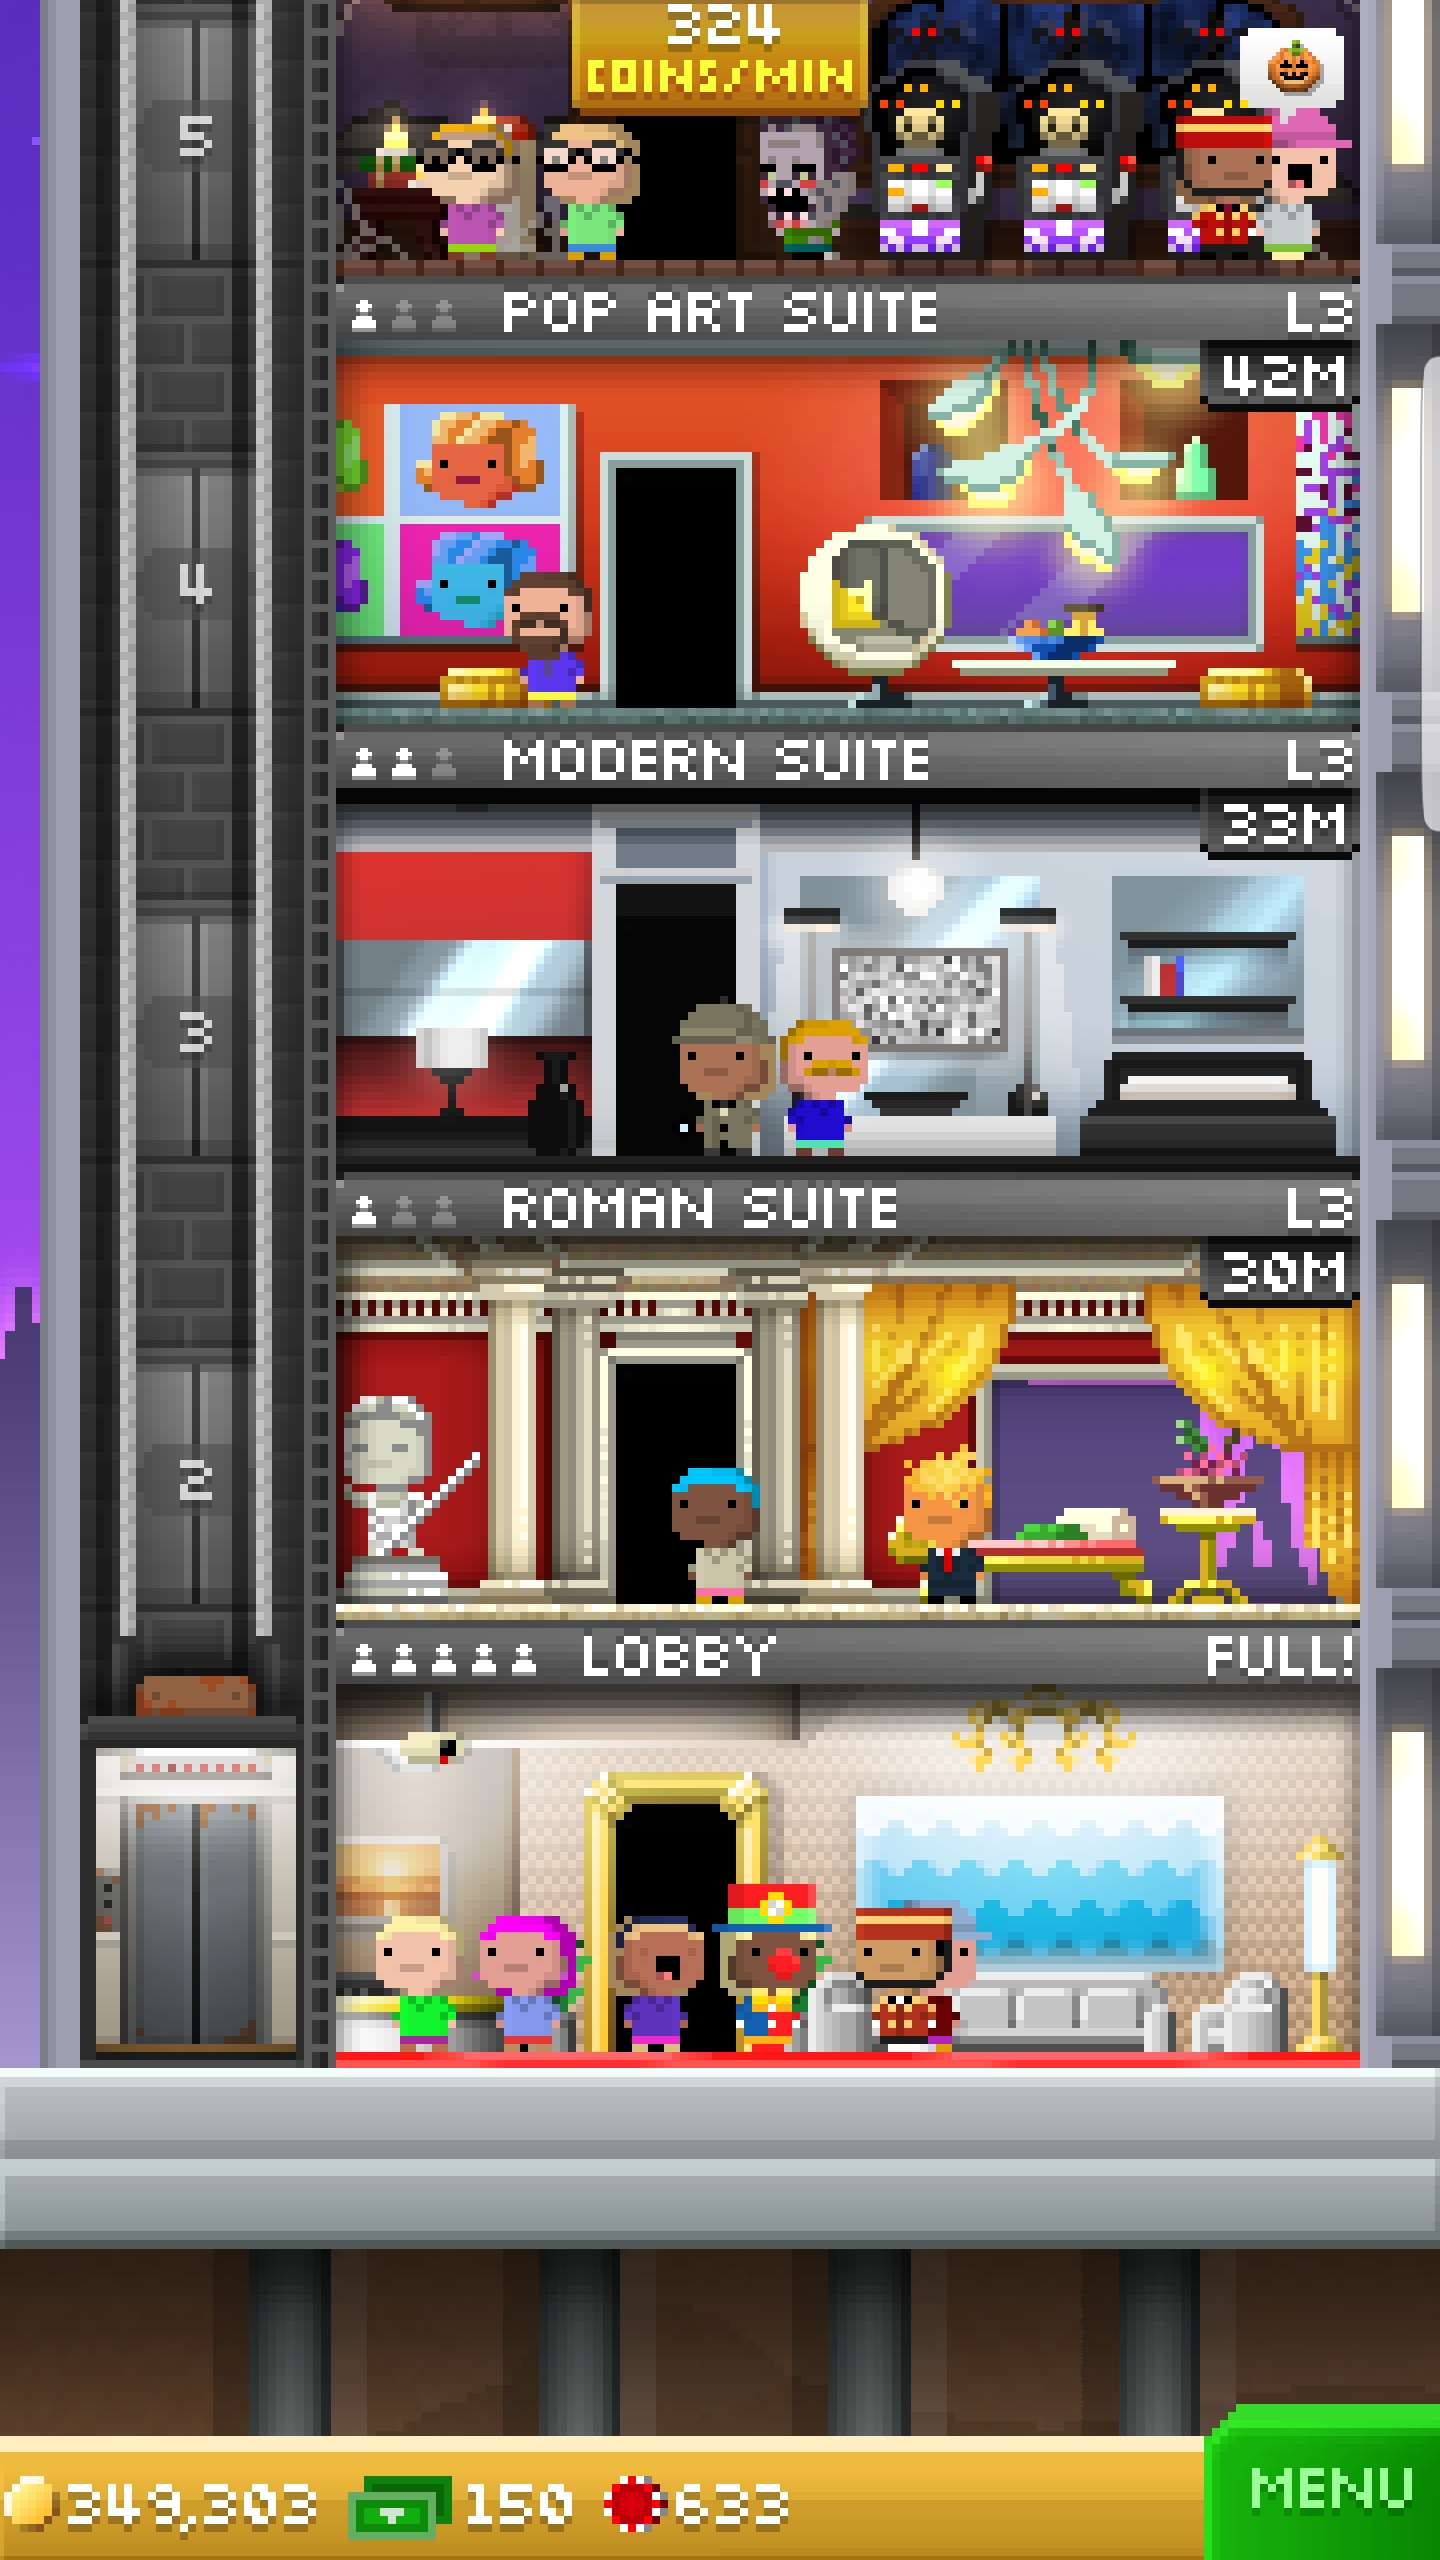 324
COINS/MIN
5
POP ART SUITE L3
42M
4
MODERN SUITE L3
33M
3
ROMAN SUITE L3
30M
2
LOBBY FULL!
349,303 150 633
MENU